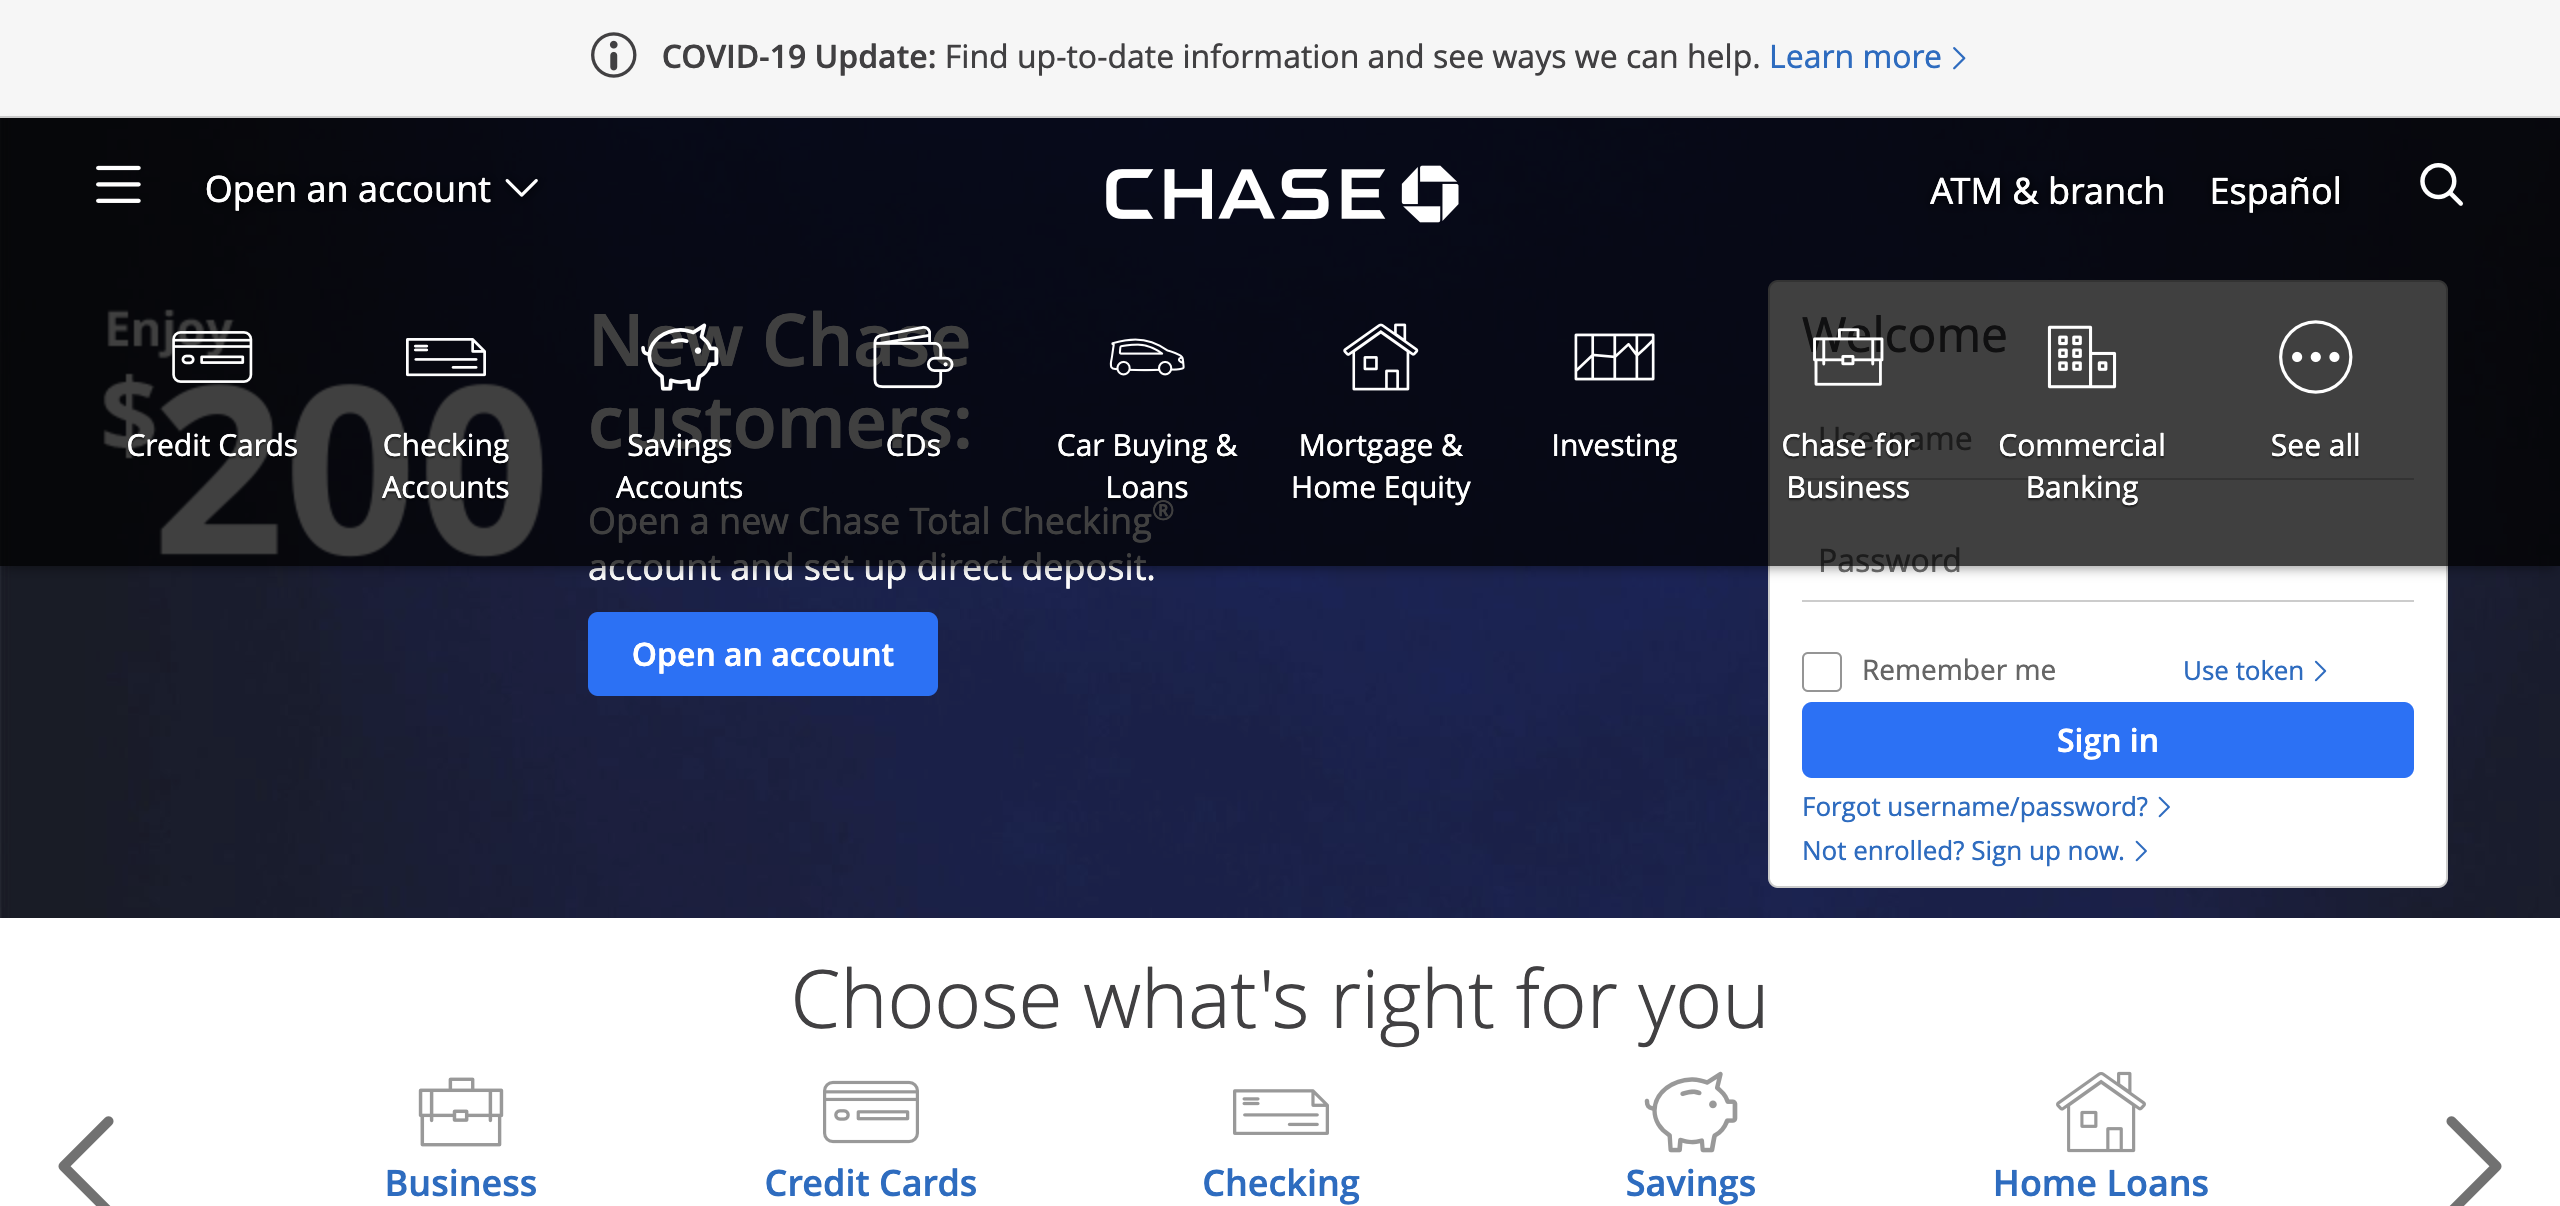 COVID-19 Update: Find up-to-date information and see ways we can help. Learn more
Open an account
CHASE
ATM & branch
Español
Enjoy
$200
New Chase
customers:
Open a new Chase Total Checking®
account and set up direct deposit.
Open an account
Credit Cards
Checking
Accounts
Savings
Accounts
CDs
Car Buying &
Loans
Mortgage &
Home Equity
Investing
Chase for
Business
Commercial
Banking
See all
Welcome
Username
Password
Remember me
Use token
Sign in
Forgot username/password?
Not enrolled? Sign up now.
Choose what's right for you
Business
Credit Cards
Checking
Savings
Home Loans